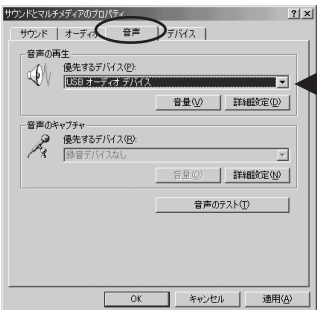 サウンドとマルチメディアのプロパティ
サウンド オーディオ 音声 デバイス
音声の再生
優先するデバイス(P):
USB オーディオ デバイス
音量(V) 詳細設定(D)
音声のキャプチャ
優先するデバイス(R):
録音デバイスなし
音量(O) 詳細設定(N)
音声のテスト(T)
OK キャンセル 適用(A)